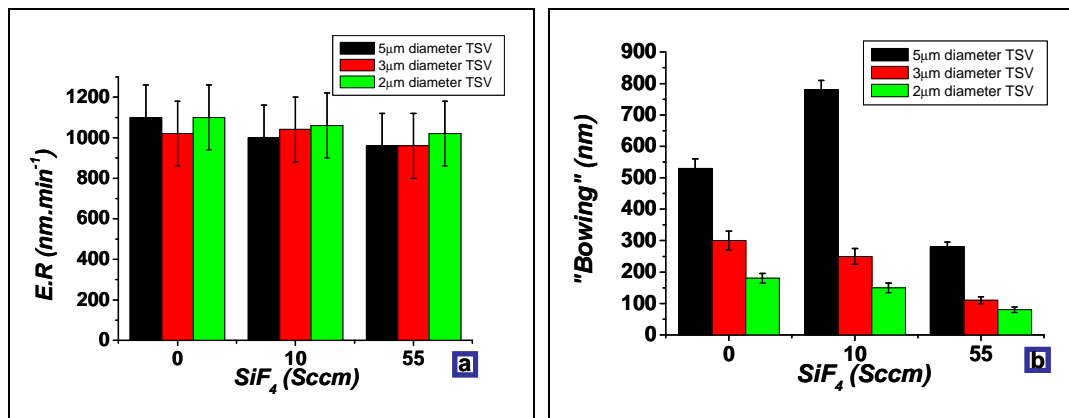 5μm diameter TSV
3μm diameter TSV
2μm diameter TSV
1200
1000
800
600
400
200
0
E.R (nm.min⁻¹)
0 10 55
SiF₄ (Sccm)
a
900
800
700
600
500
400
300
200
100
0
"Bowing" (nm)
5μm diameter TSV
3μm diameter TSV
2μm diameter TSV
0 10 55
SiF₄ (Sccm)
b